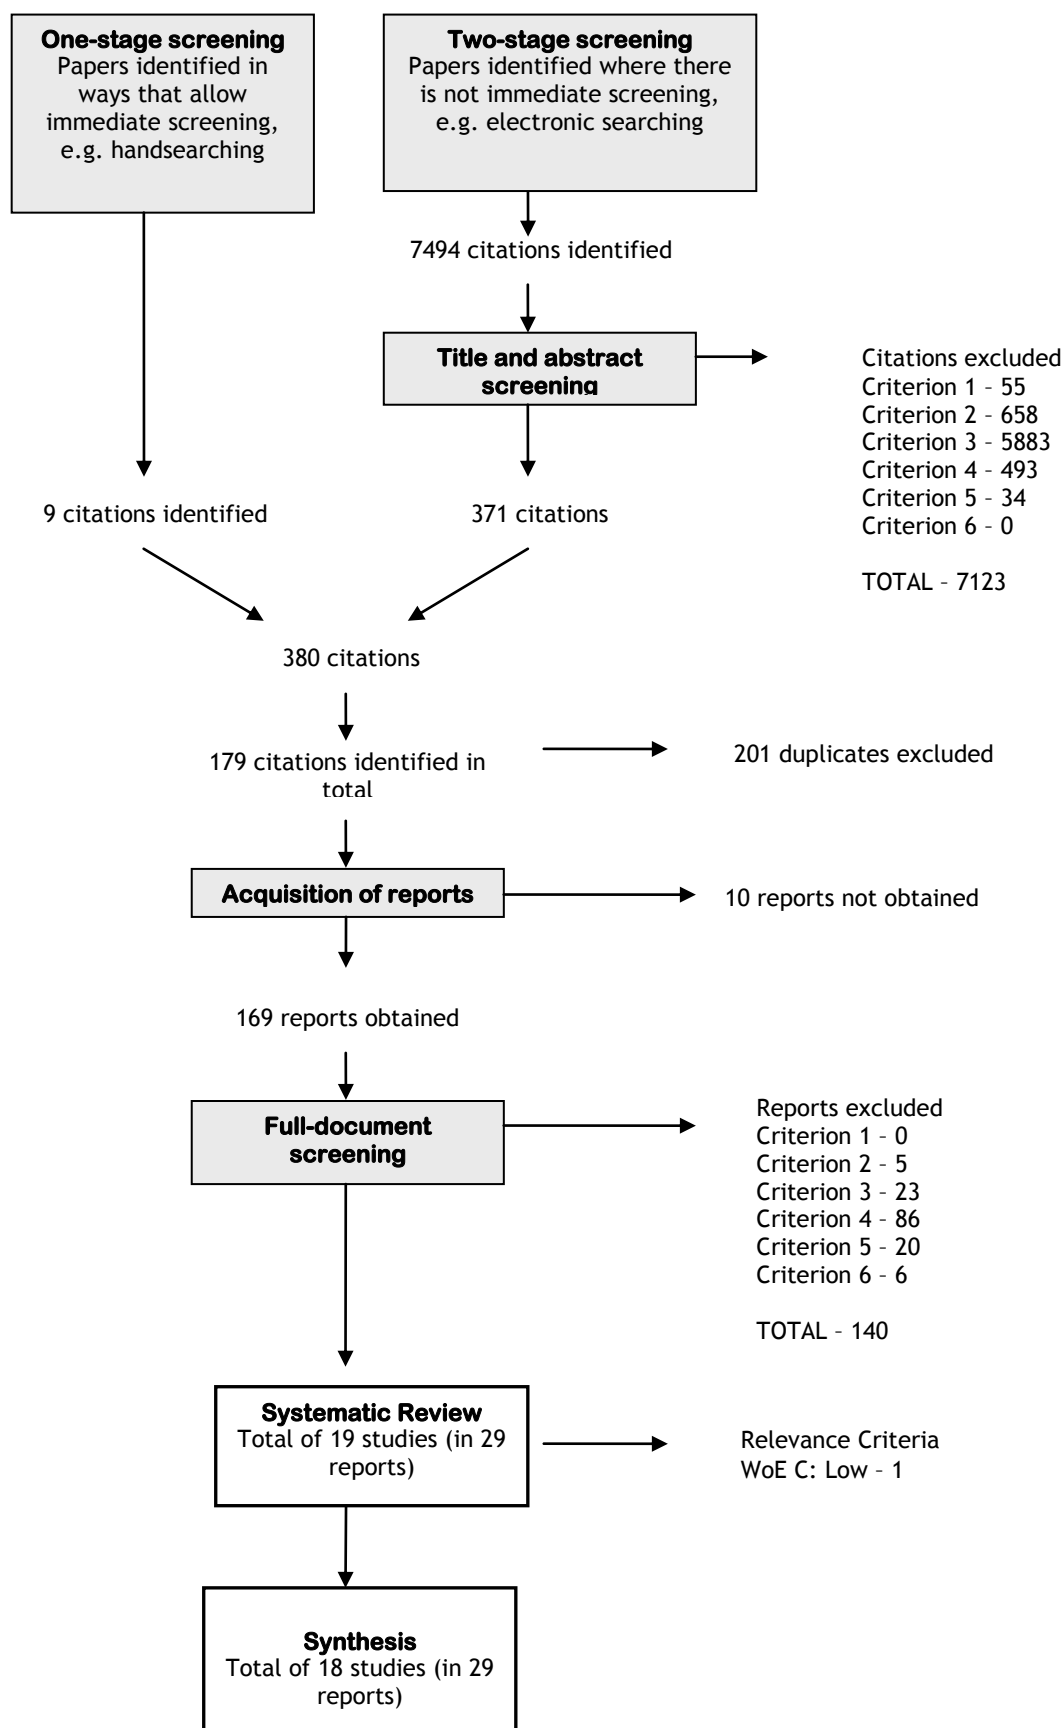 One-stage screening
Papers identified in
ways that allow
immediate screening,
e.g. handsearching
Two-stage screening
Papers identified where there
is not immediate screening,
e.g. electronic searching
7494 citations identified
Title and abstract
screening
Citations excluded
Criterion 1 – 55
Criterion 2 – 658
Criterion 3 – 5883
Criterion 4 – 493
Criterion 5 – 34
Criterion 6 – 0
TOTAL – 7123
9 citations identified
371 citations
380 citations
179 citations identified in
total
201 duplicates excluded
Acquisition of reports
10 reports not obtained
169 reports obtained
Full-document
screening
Reports excluded
Criterion 1 – 0
Criterion 2 – 5
Criterion 3 – 23
Criterion 4 – 86
Criterion 5 – 20
Criterion 6 – 6
TOTAL – 140
Systematic Review
Total of 19 studies (in 29
reports)
Relevance Criteria
WoE C: Low – 1
Synthesis
Total of 18 studies (in 29
reports)